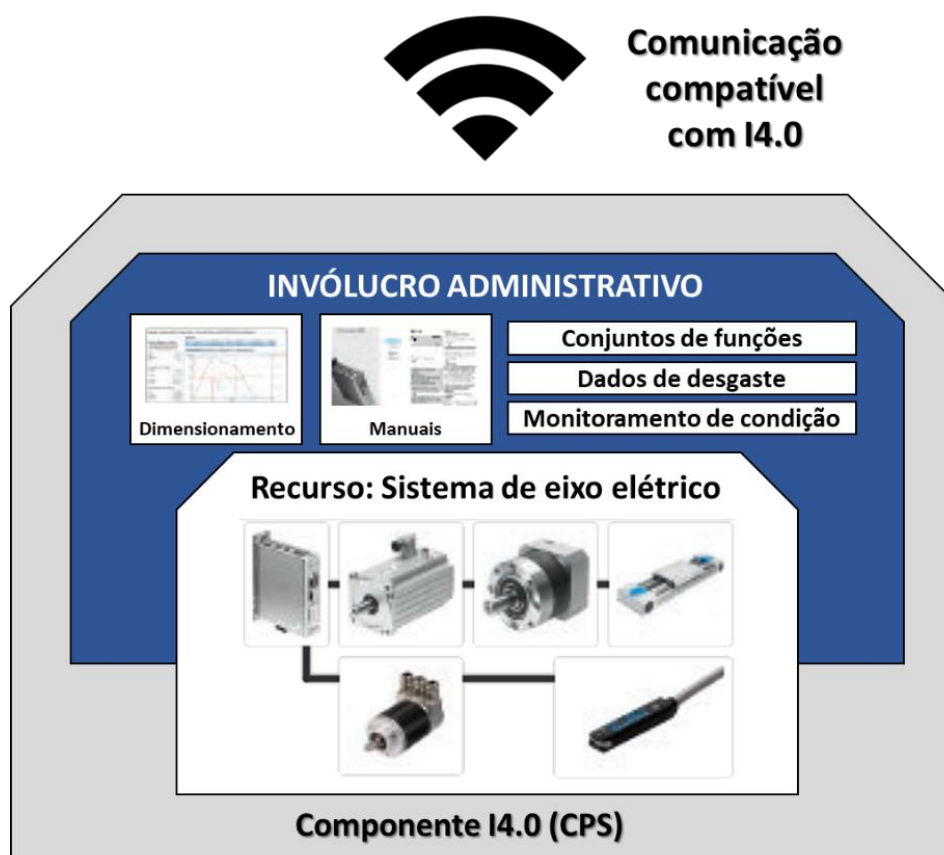 Comunicação
compatível
com I4.0
INVÓLUCRO ADMINISTRATIVO
Dimensionamento
Manuais
Conjuntos de funções
Dados de desgaste
Monitoramento de condição
Recurso: Sistema de eixo elétrico
Componente I4.0 (CPS)